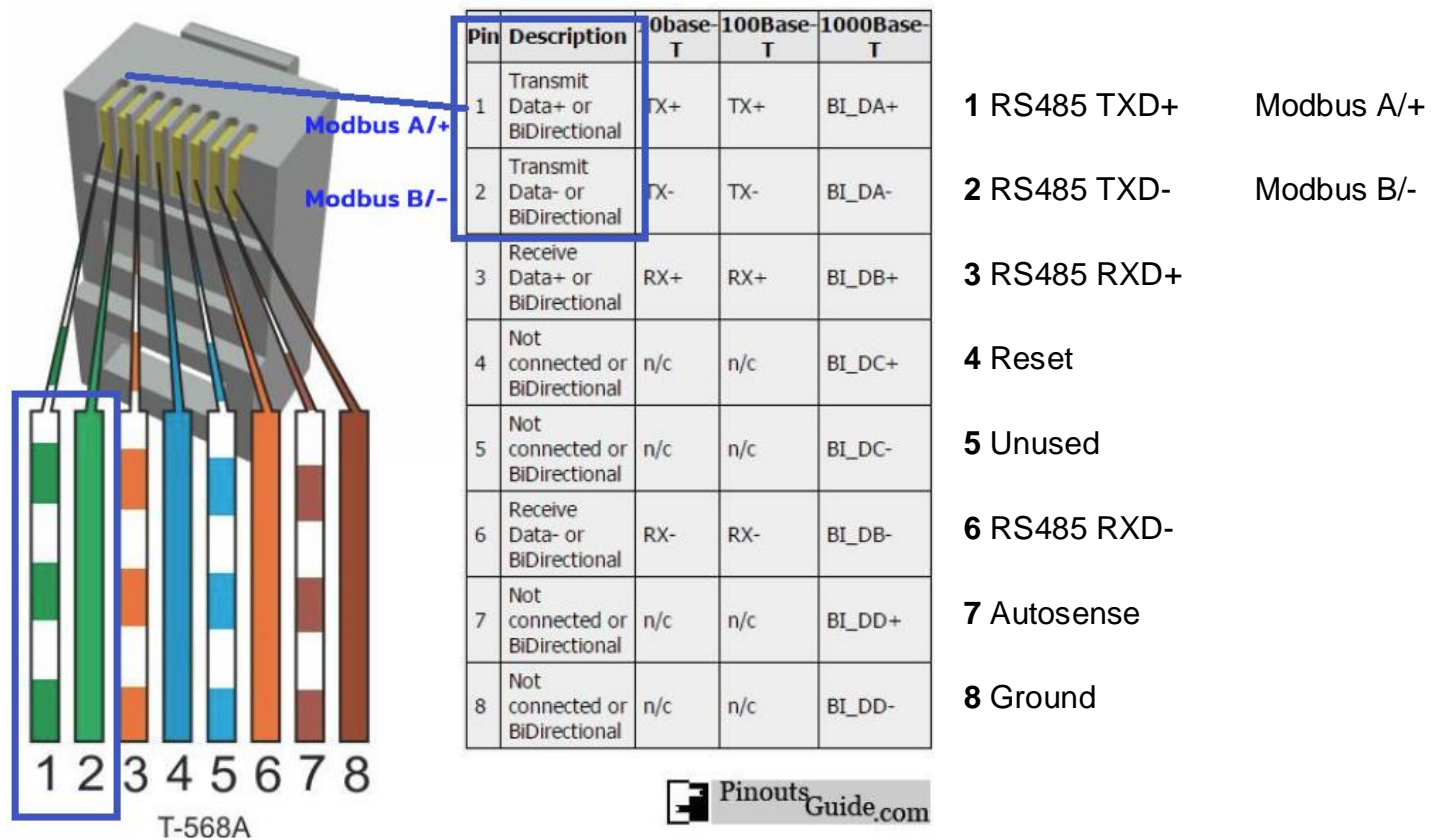 Modbus A/+
Modbus B/-
1 2 3 4 5 6 7 8
T-568A
Pin Description 0base-T 100Base-T 1000Base-T
1 Transmit Data+ or BiDirectional TX+ TX+ BI_DA+
2 Transmit Data- or BiDirectional TX- TX- BI_DA-
3 Receive Data+ or BiDirectional RX+ RX+ BI_DB+
4 Not connected or BiDirectional n/c n/c BI_DC+
5 Not connected or BiDirectional n/c n/c BI_DC-
6 Receive Data- or BiDirectional RX- RX- BI_DB-
7 Not connected or BiDirectional n/c n/c BI_DD+
8 Not connected or BiDirectional n/c n/c BI_DD-
PinoutsGuide.com
1 RS485 TXD+ Modbus A/+
2 RS485 TXD- Modbus B/-
3 RS485 RXD+
4 Reset
5 Unused
6 RS485 RXD-
7 Autosense
8 Ground